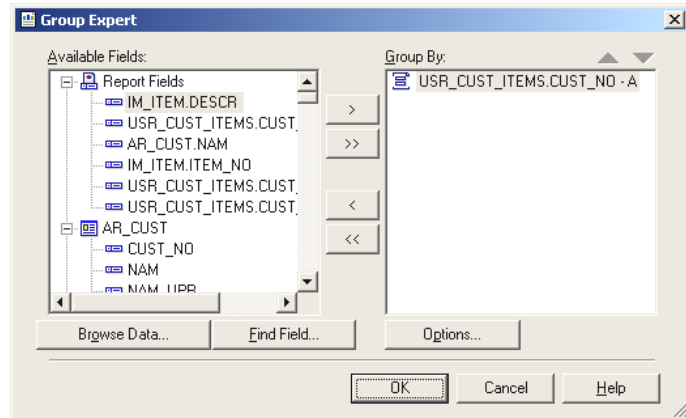 Group Expert
Available Fields:
Report Fields
IM_ITEM.DESCR
USR_CUST_ITEMS.CUST_
AR_CUST.NAM
IM_ITEM.ITEM_NO
USR_CUST_ITEMS.CUST_
USR_CUST_ITEMS.CUST_
AR_CUST
CUST_NO
NAM
NAM_UPR
>
>>
<
<<
Group By:
USR_CUST_ITEMS.CUST_NO - A
Browse Data...
Find Field...
Options...
OK
Cancel
Help